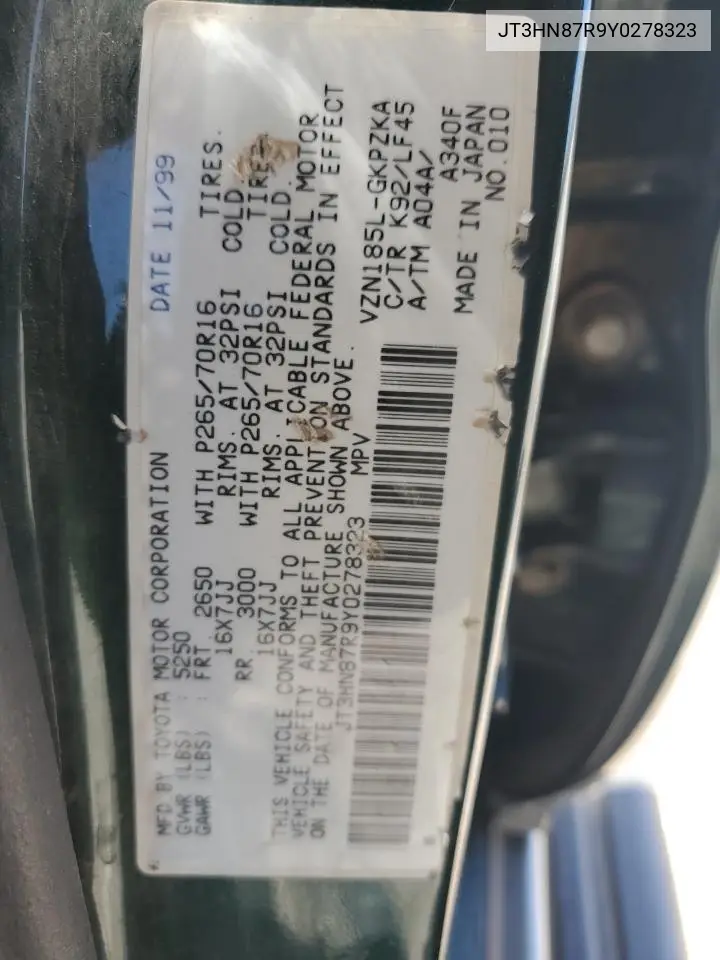 JT3HN87R9Y0278323
MFD BY TOYOTA MOTOR CORPORATION DATE 11/99
GVWR (LBS) : 5250
GAWR (LBS) : FRT 2650 WITH P265/70R16 TIRES.
16X7JJ RIMS. AT 32PSI COLD
RR 3000 WITH P265/70R16 TIRES
16X7JJ RIMS. AT 32PSI COLD.
THIS VEHICLE CONFORMS TO ALL APPLICABLE FEDERAL MOTOR
VEHICLE SAFETY AND THEFT PREVENTION STANDARDS IN EFFECT
ON THE DATE OF MANUFACTURE SHOWN ABOVE.
JT3HN87R9Y0278323 MPV
VZN185L-GKPZKA
C/TR K92/LF45
A/TM A04A/
A340F
MADE IN JAPAN
NO.010